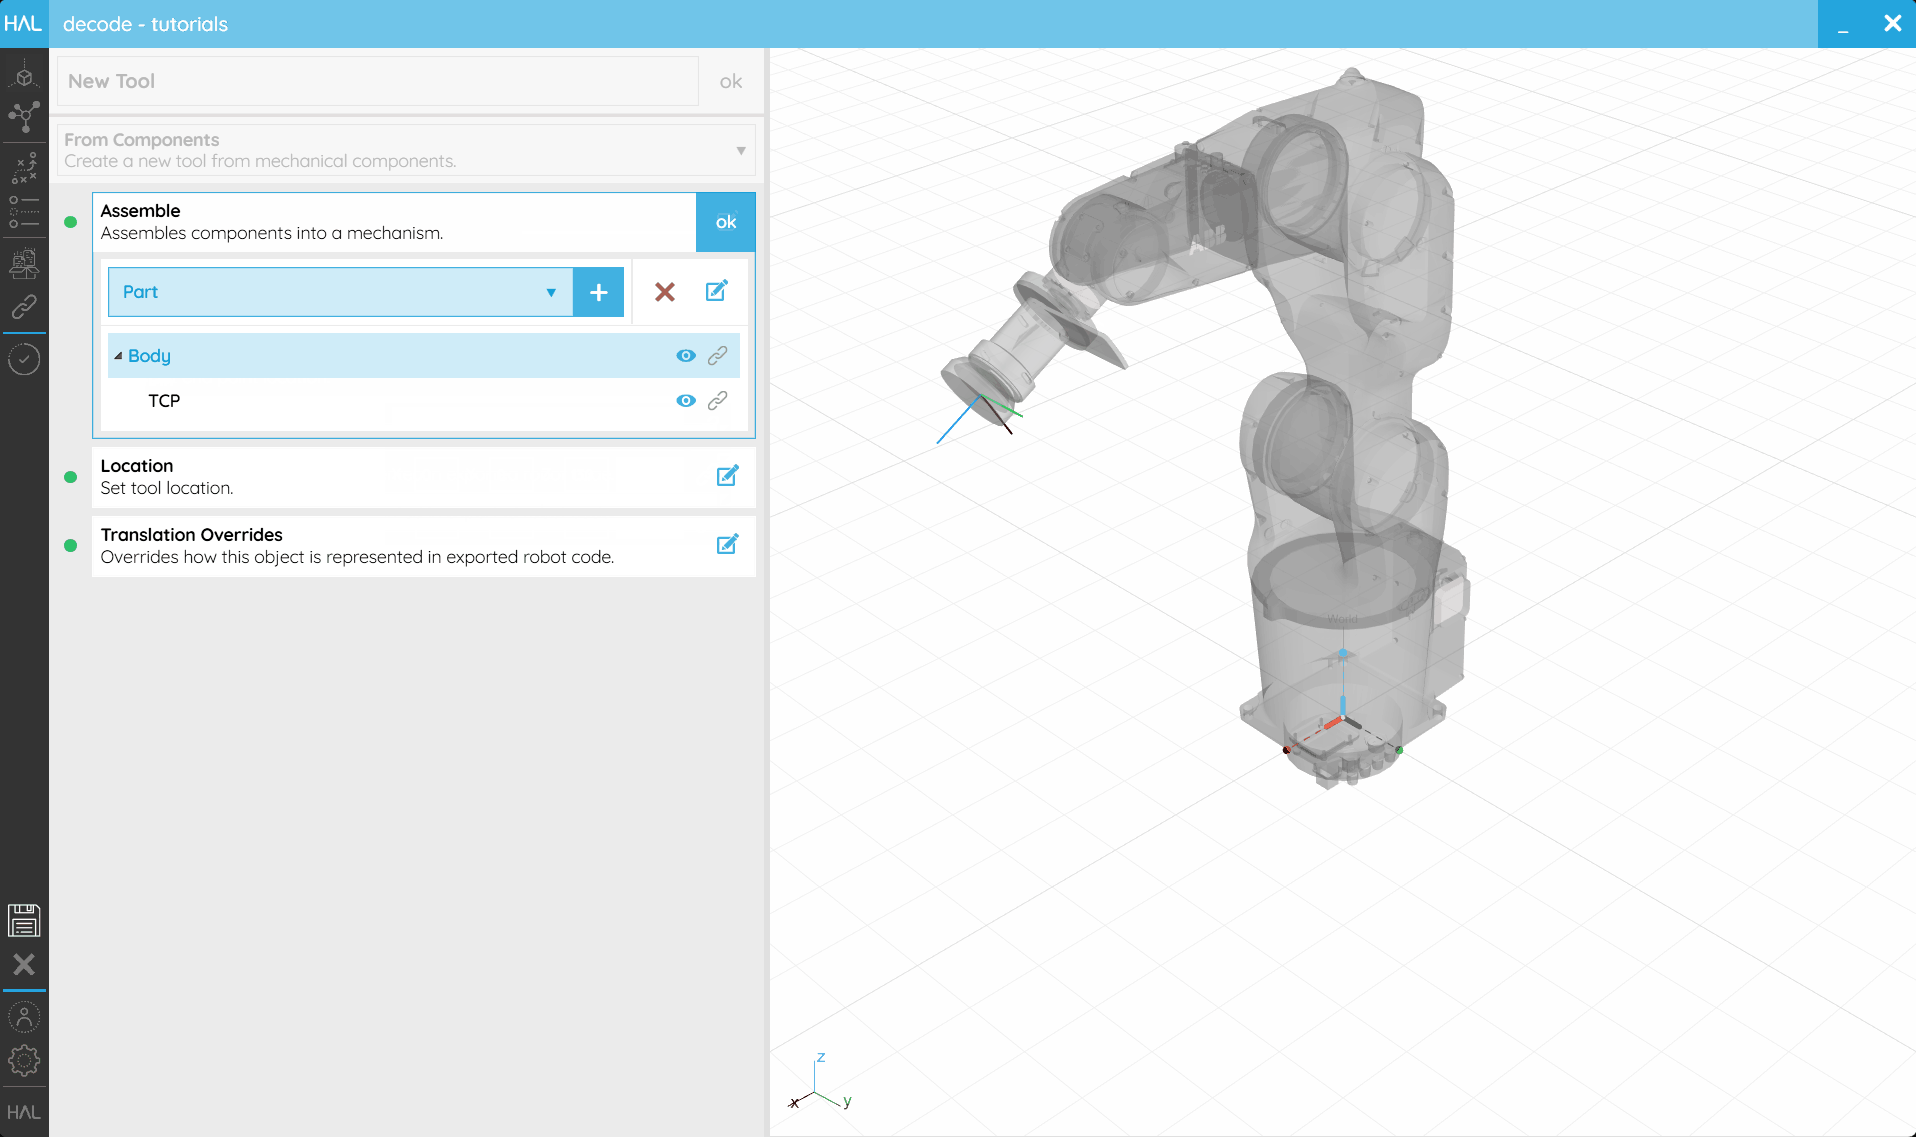 HAL decode - tutorials
New Tool ok
From Components
Create a new tool from mechanical components.
Assemble
Assembles components into a mechanism.
ok
Part
Body
TCP
Location
Set tool location.
Translation Overrides
Overrides how this object is represented in exported robot code.
HAL
ABB
World
z
x
y